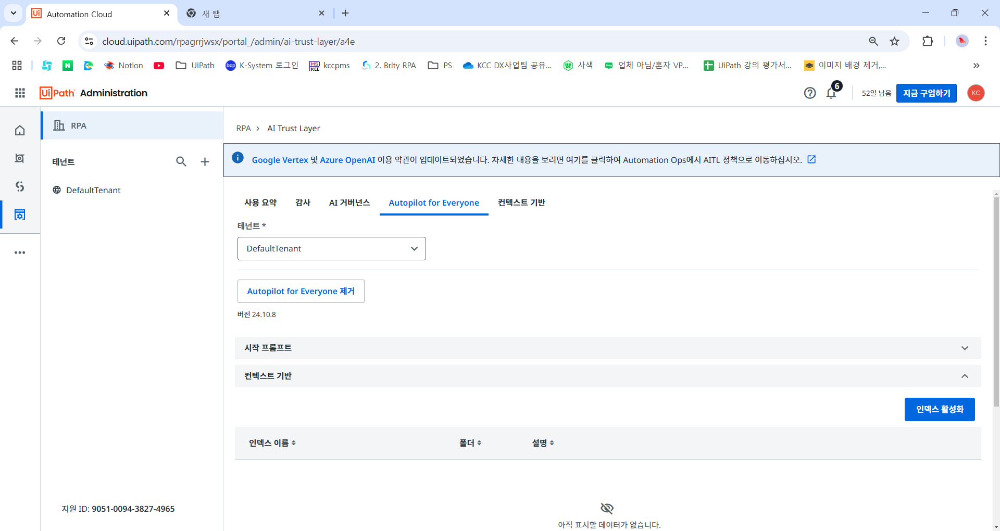 Automation Cloud
새 탭
cloud.uipath.com/rpagrrjwsx/portal_/admin/ai-trust-layer/a4e
N
Notion
UiPath
bzp K-System 로그인
MS KCC kccpms
2. Brity RPA
PS
KCC DX사업팀 공유...
사색
업체 아님/혼자 VP...
UiPath 강의 평가서...
이미지 배경 제거,...
UiPath Administration
6
52일 남음
지금 구입하기
KC
RPA
테넌트
DefaultTenant
지원 ID: 9051-0094-3827-4965
RPA > AI Trust Layer
Google Vertex 및 Azure OpenAI 이용 약관이 업데이트되었습니다. 자세한 내용을 보려면 여기를 클릭하여 Automation Ops에서 AITL 정책으로 이동하십시오.
사용 요약
감사
AI 거버넌스
Autopilot for Everyone
컨텍스트 기반
테넌트 *
DefaultTenant
Autopilot for Everyone 제거
버전 24.10.8
시작 프롬프트
컨텍스트 기반
인덱스 활성화
인덱스 이름
폴더
설명
아직 표시할 데이터가 없습니다.